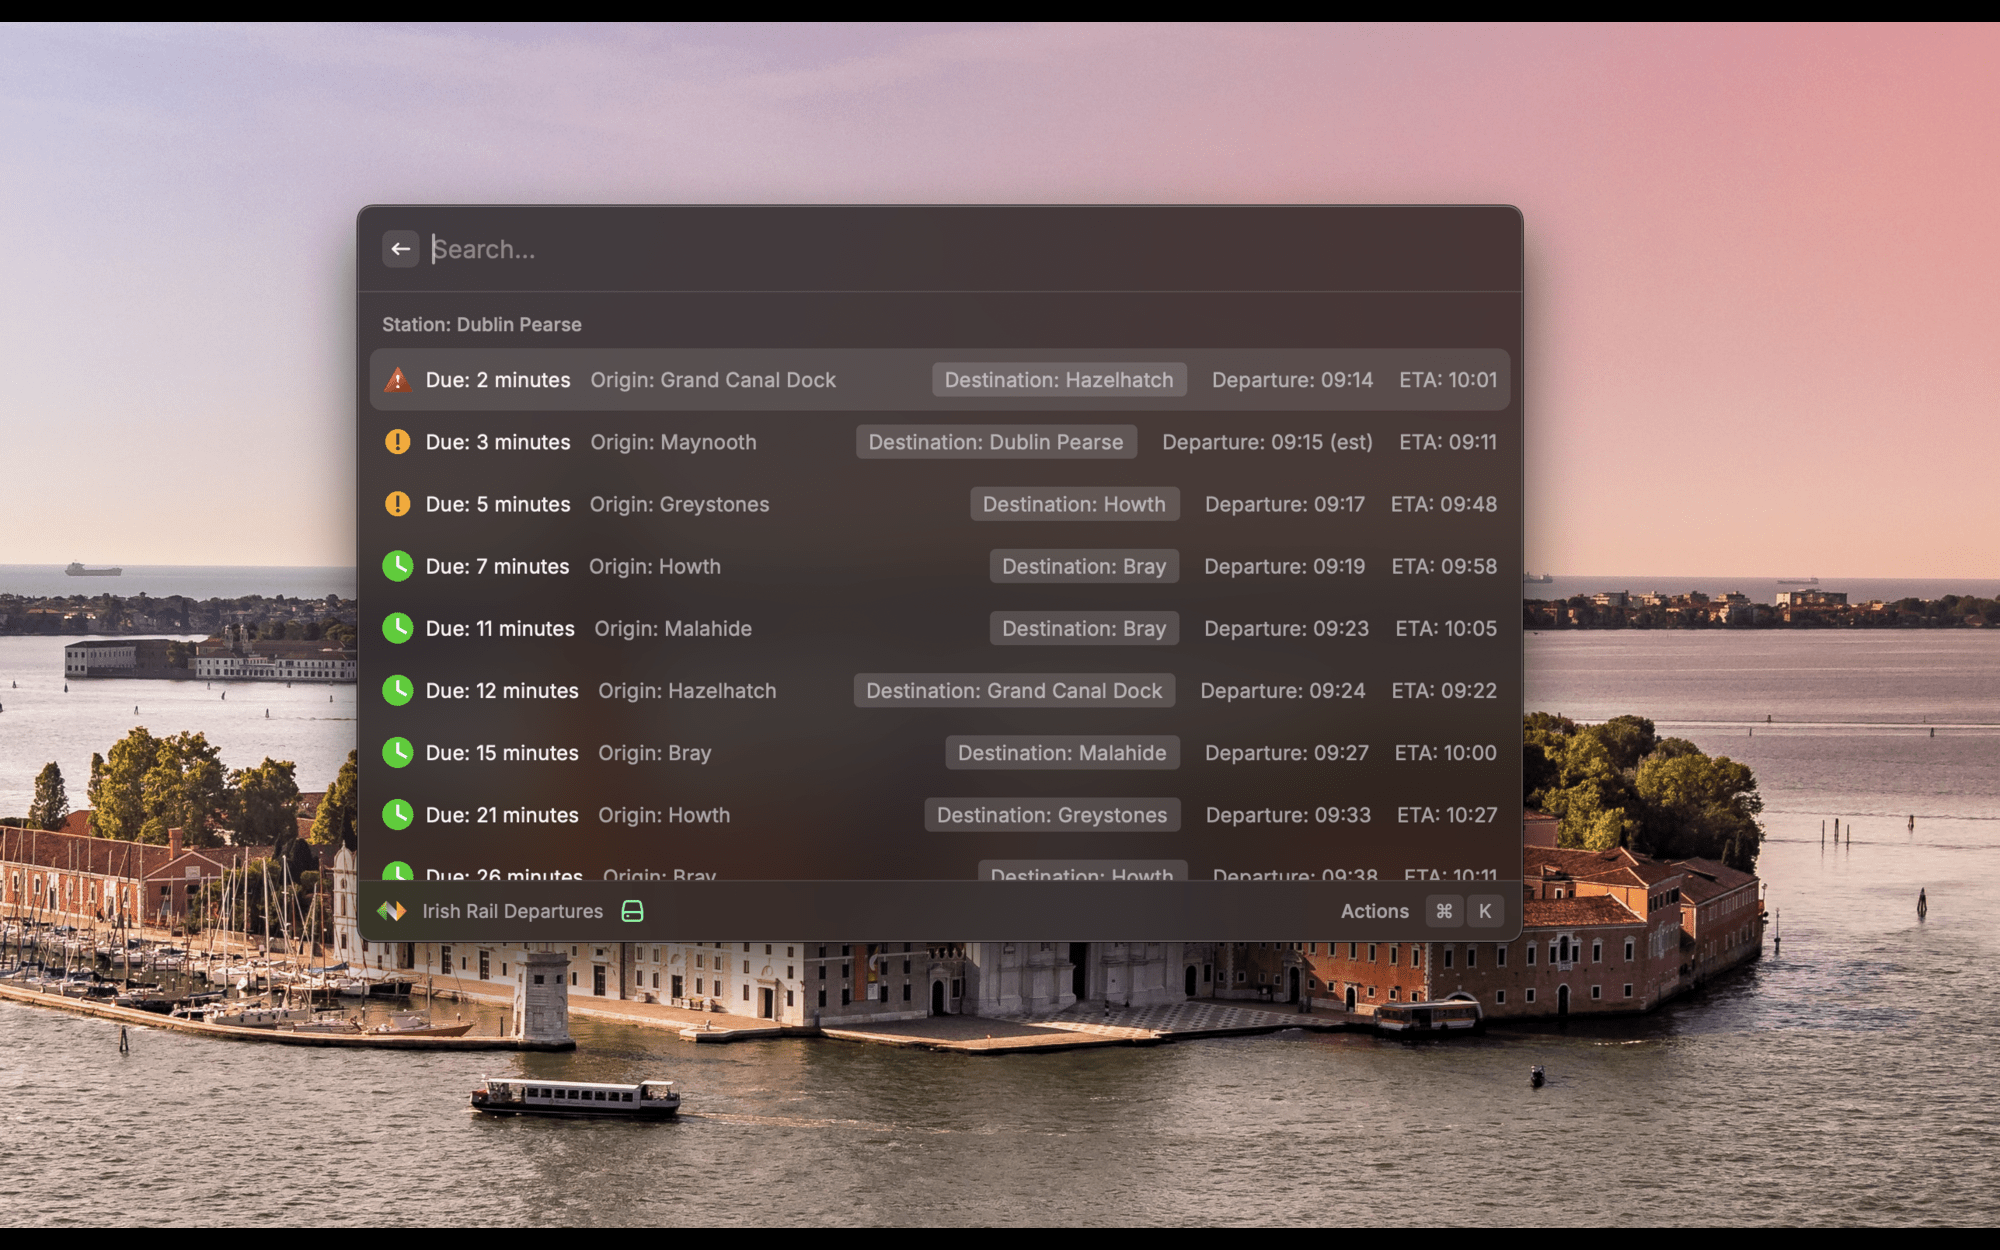 Search...
Station: Dublin Pearse
Due: 2 minutes Origin: Grand Canal Dock Destination: Hazelhatch Departure: 09:14 ETA: 10:01
Due: 3 minutes Origin: Maynooth Destination: Dublin Pearse Departure: 09:15 (est) ETA: 09:11
Due: 5 minutes Origin: Greystones Destination: Howth Departure: 09:17 ETA: 09:48
Due: 7 minutes Origin: Howth Destination: Bray Departure: 09:19 ETA: 09:58
Due: 11 minutes Origin: Malahide Destination: Bray Departure: 09:23 ETA: 10:05
Due: 12 minutes Origin: Hazelhatch Destination: Grand Canal Dock Departure: 09:24 ETA: 09:22
Due: 15 minutes Origin: Bray Destination: Malahide Departure: 09:27 ETA: 10:00
Due: 21 minutes Origin: Howth Destination: Greystones Departure: 09:33 ETA: 10:27
Due: 26 minutes Origin: Bray Destination: Howth Departure: 09:38 ETA: 10:11
Irish Rail Departures Actions ⌘ K